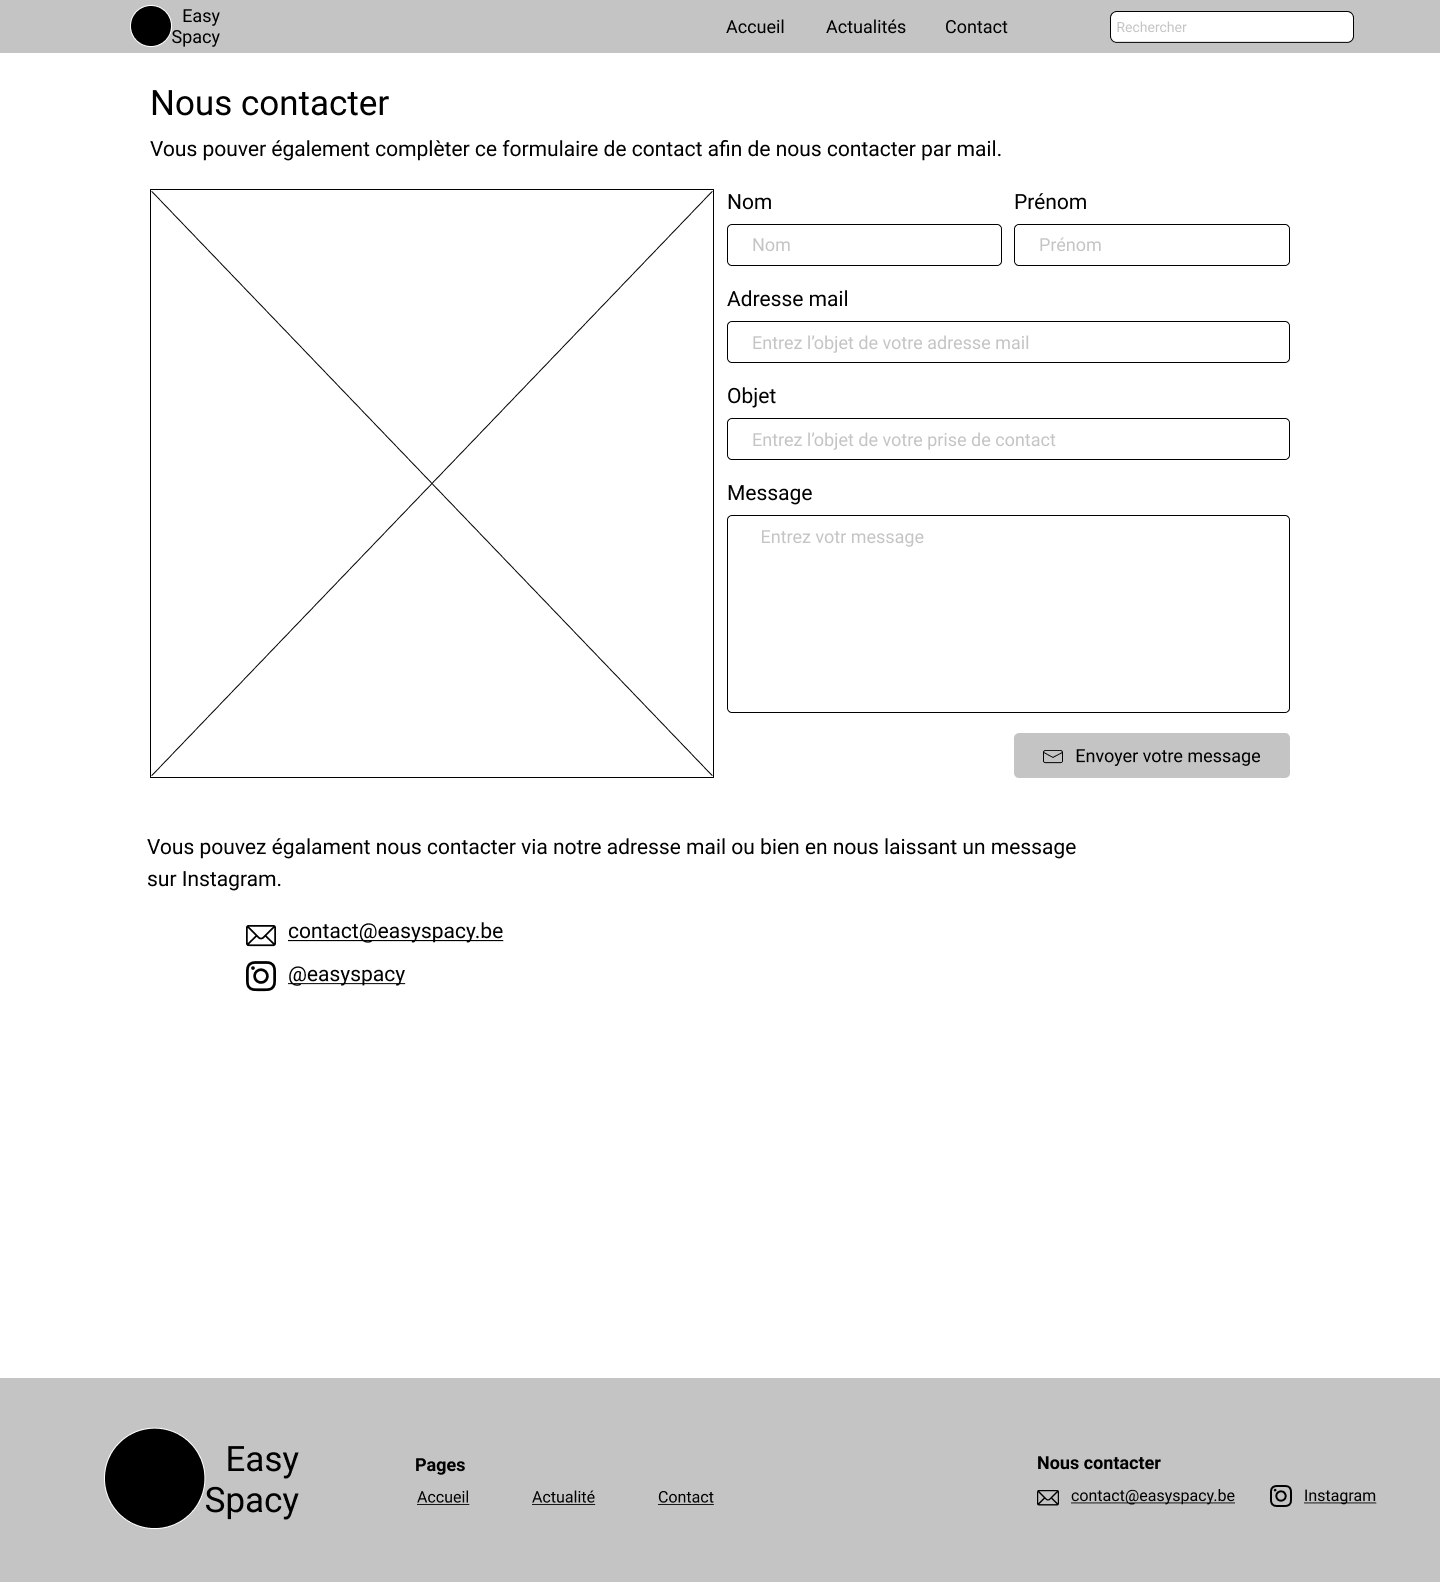 Easy
Spacy
Accueil
Actualités
Contact
Rechercher
Nous contacter
Vous pouver également complèter ce formulaire de contact afin de nous contacter par mail.
Nom
Prénom
Nom
Prénom
Adresse mail
Entrez l'objet de votre adresse mail
Objet
Entrez l'objet de votre prise de contact
Message
Entrez votr message
Envoyer votre message
Vous pouvez égalament nous contacter via notre adresse mail ou bien en nous laissant un message
sur Instagram.
contact@easyspacy.be
@easyspacy
Easy
Spacy
Pages
Accueil
Actualité
Contact
Nous contacter
contact@easyspacy.be
Instagram